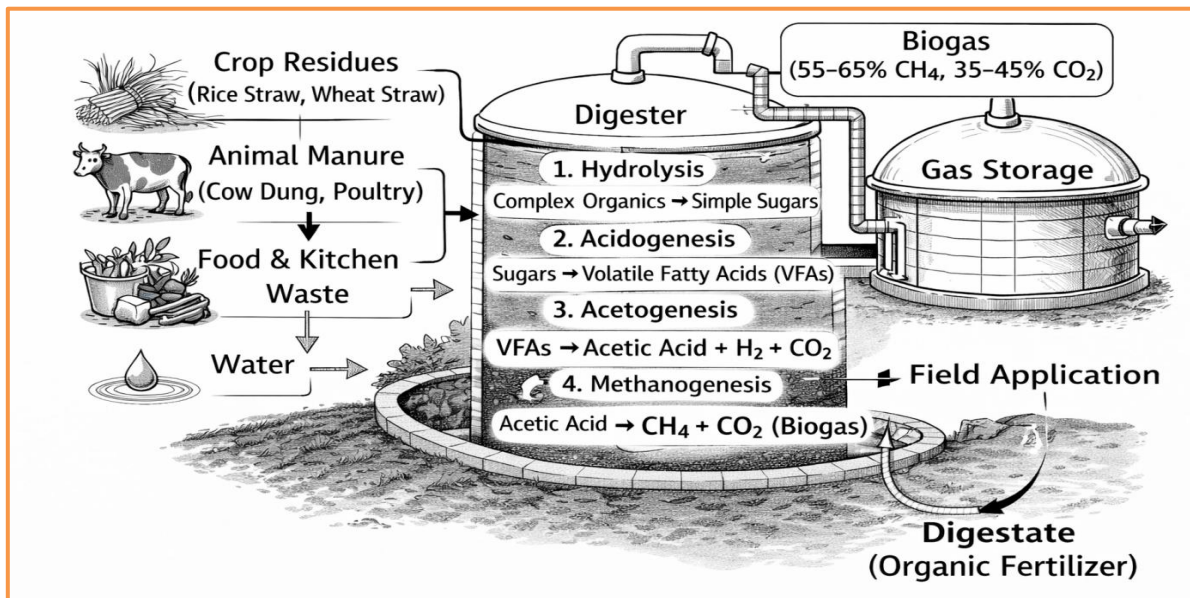 Crop Residues
(Rice Straw, Wheat Straw)
Animal Manure
(Cow Dung, Poultry)
Food & Kitchen
Waste
Water
Digester
1. Hydrolysis
Complex Organics → Simple Sugars
2. Acidogenesis
Sugars → Volatile Fatty Acids (VFAs)
3. Acetogenesis
VFAs → Acetic Acid + H₂ + CO₂
4. Methanogenesis
Acetic Acid → CH₄ + CO₂ (Biogas)
Biogas
(55–65% CH₄, 35–45% CO₂)
Gas Storage
Field Application
Digestate
(Organic Fertilizer)